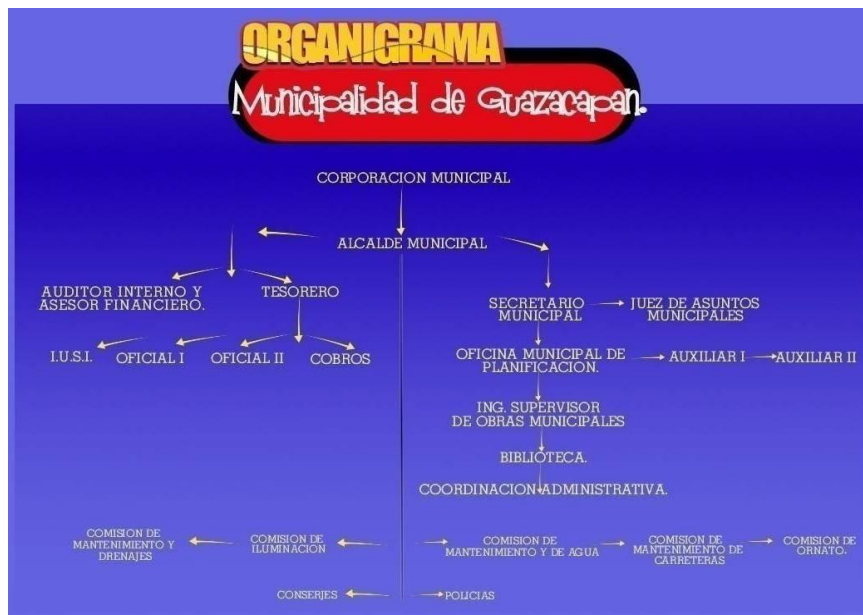 ORGANIGRAMA
Municipalidad de Guazacapan.
CORPORACION MUNICIPAL
ALCALDE MUNICIPAL
AUDITOR INTERNO Y
ASESOR FINANCIERO.
TESORERO
SECRETARIO
MUNICIPAL
JUEZ DE ASUNTOS
MUNICIPALES
I.U.S.I.
OFICIAL I
OFICIAL II
COBROS
OFICINA MUNICIPAL DE
PLANIFICACION.
AUXILIAR I
AUXILIAR II
ING. SUPERVISOR
DE OBRAS MUNICIPALES
BIBLIOTECA.
COORDINACION ADMINISTRATIVA.
COMISION DE
MANTENIMIENTO Y
DRENAJES
COMISION DE
ILUMINACION
COMISION DE
MANTENIMIENTO Y DE AGUA
COMISION DE
MANTENIMIENTO DE
CARRETERAS
COMISION DE
ORNATO.
CONSERJES
POLICIAS